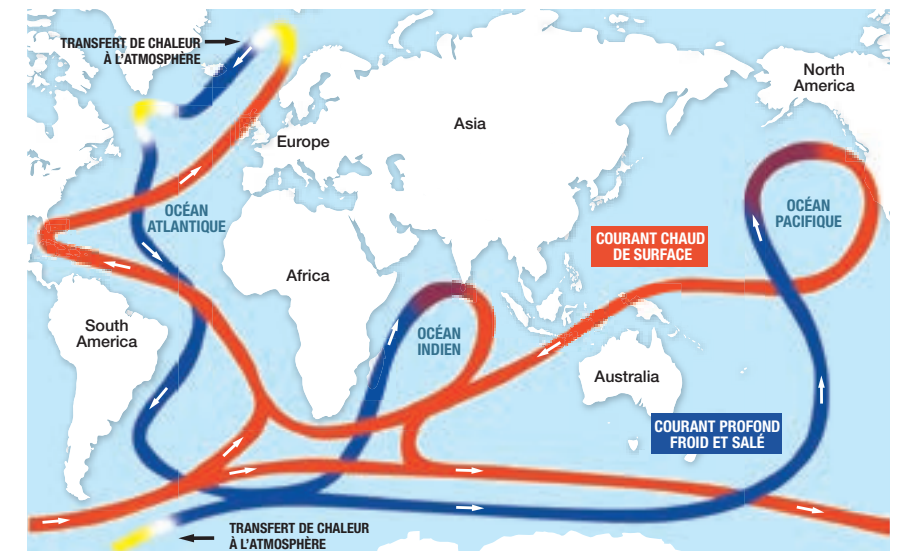 TRANSFERT DE CHALEUR
À L'ATMOSPHÈRE
North
America
Asia
Europe
OCÉAN
ATLANTIQUE
OCÉAN
PACIFIQUE
COURANT CHAUD
DE SURFACE
Africa
South
America
OCÉAN
INDIEN
Australia
COURANT PROFOND
FROID ET SALÉ
TRANSFERT DE CHALEUR
À L'ATMOSPHÈRE